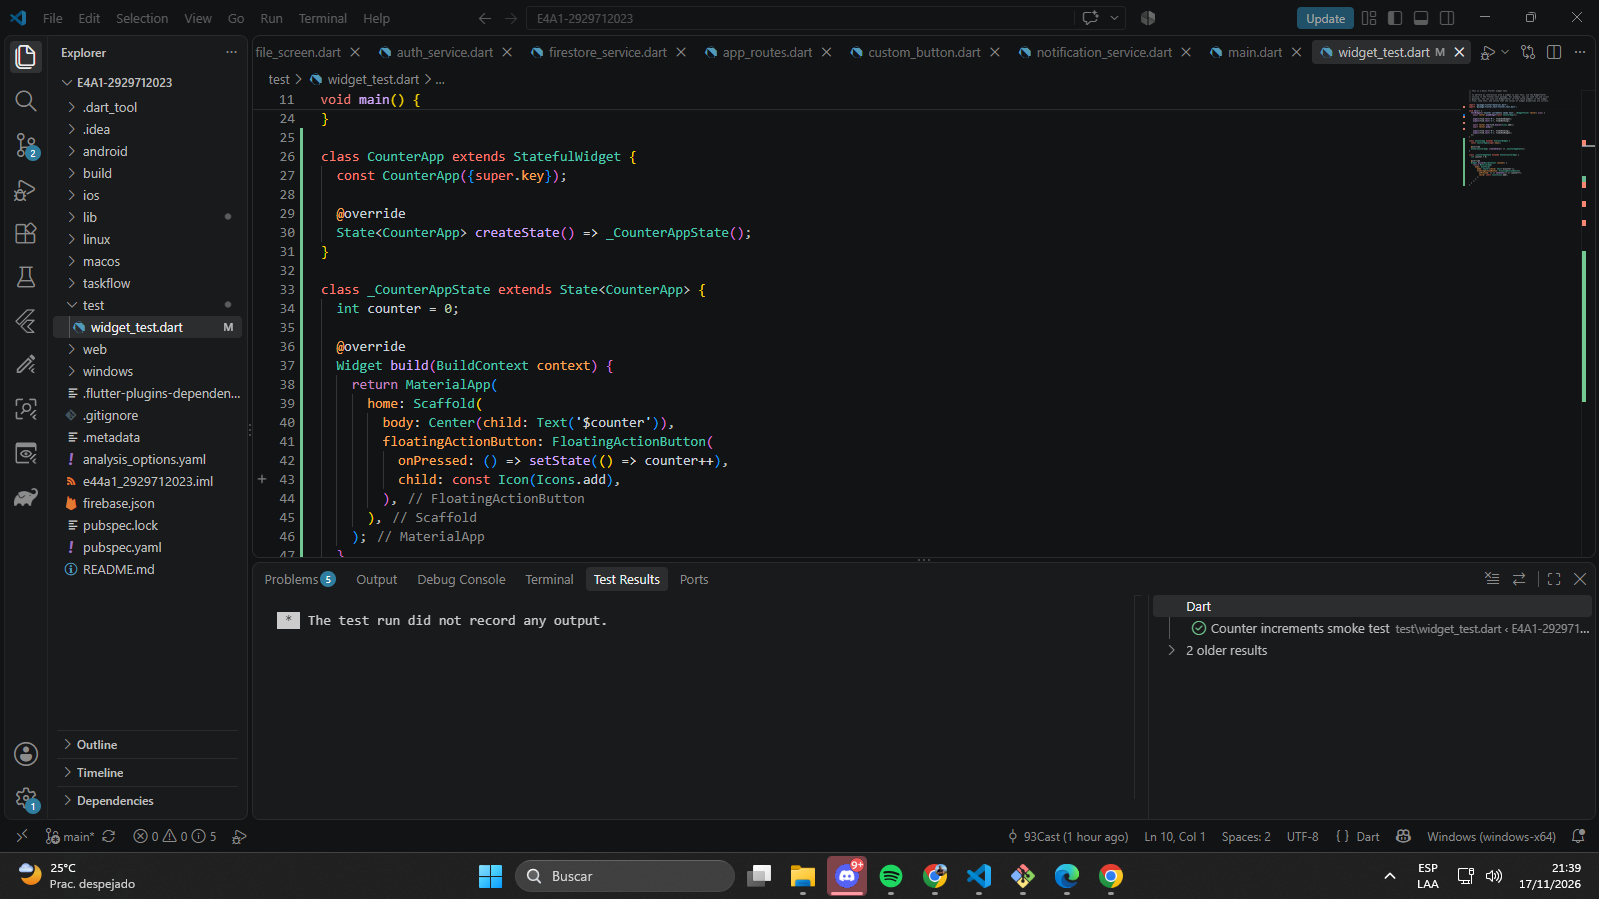 File Edit Selection View Go Run Terminal Help
E4A1-2929712023
Update
Explorer
E4A1-2929712023
.dart_tool
.idea
android
build
ios
lib
linux
macos
taskflow
test
widget_test.dart M
web
windows
.flutter-plugins-dependen...
.gitignore
.metadata
analysis_options.yaml
e44a1_2929712023.iml
firebase.json
pubspec.lock
pubspec.yaml
README.md
Outline
Timeline
Dependencies
2
1
file_screen.dart auth_service.dart firestore_service.dart app_routes.dart custom_button.dart notification_service.dart main.dart widget_test.dart M
test > widget_test.dart > ...
11 void main() {
24 }
25
26 class CounterApp extends StatefulWidget {
27 const CounterApp({super.key});
28
29 @override
30 State<CounterApp> createState() => _CounterAppState();
31 }
32
33 class _CounterAppState extends State<CounterApp> {
34 int counter = 0;
35
36 @override
37 Widget build(BuildContext context) {
38 return MaterialApp(
39 home: Scaffold(
40 body: Center(child: Text('$counter')),
41 floatingActionButton: FloatingActionButton(
42 onPressed: () => setState(() => counter++),
43 child: const Icon(Icons.add),
44 ), // FloatingActionButton
45 ), // Scaffold
46 ); // MaterialApp
47 }
Problems 5 Output Debug Console Terminal Test Results Ports
* The test run did not record any output.
Dart
Counter increments smoke test test\widget_test.dart ‹ E4A1-292971...
2 older results
main* 0 0 5
93Cast (1 hour ago) Ln 10, Col 1 Spaces: 2 UTF-8 { } Dart Windows (windows-x64)
25°C
Prac. despejado
Buscar
9+
ESP
LAA
21:39
17/11/2026